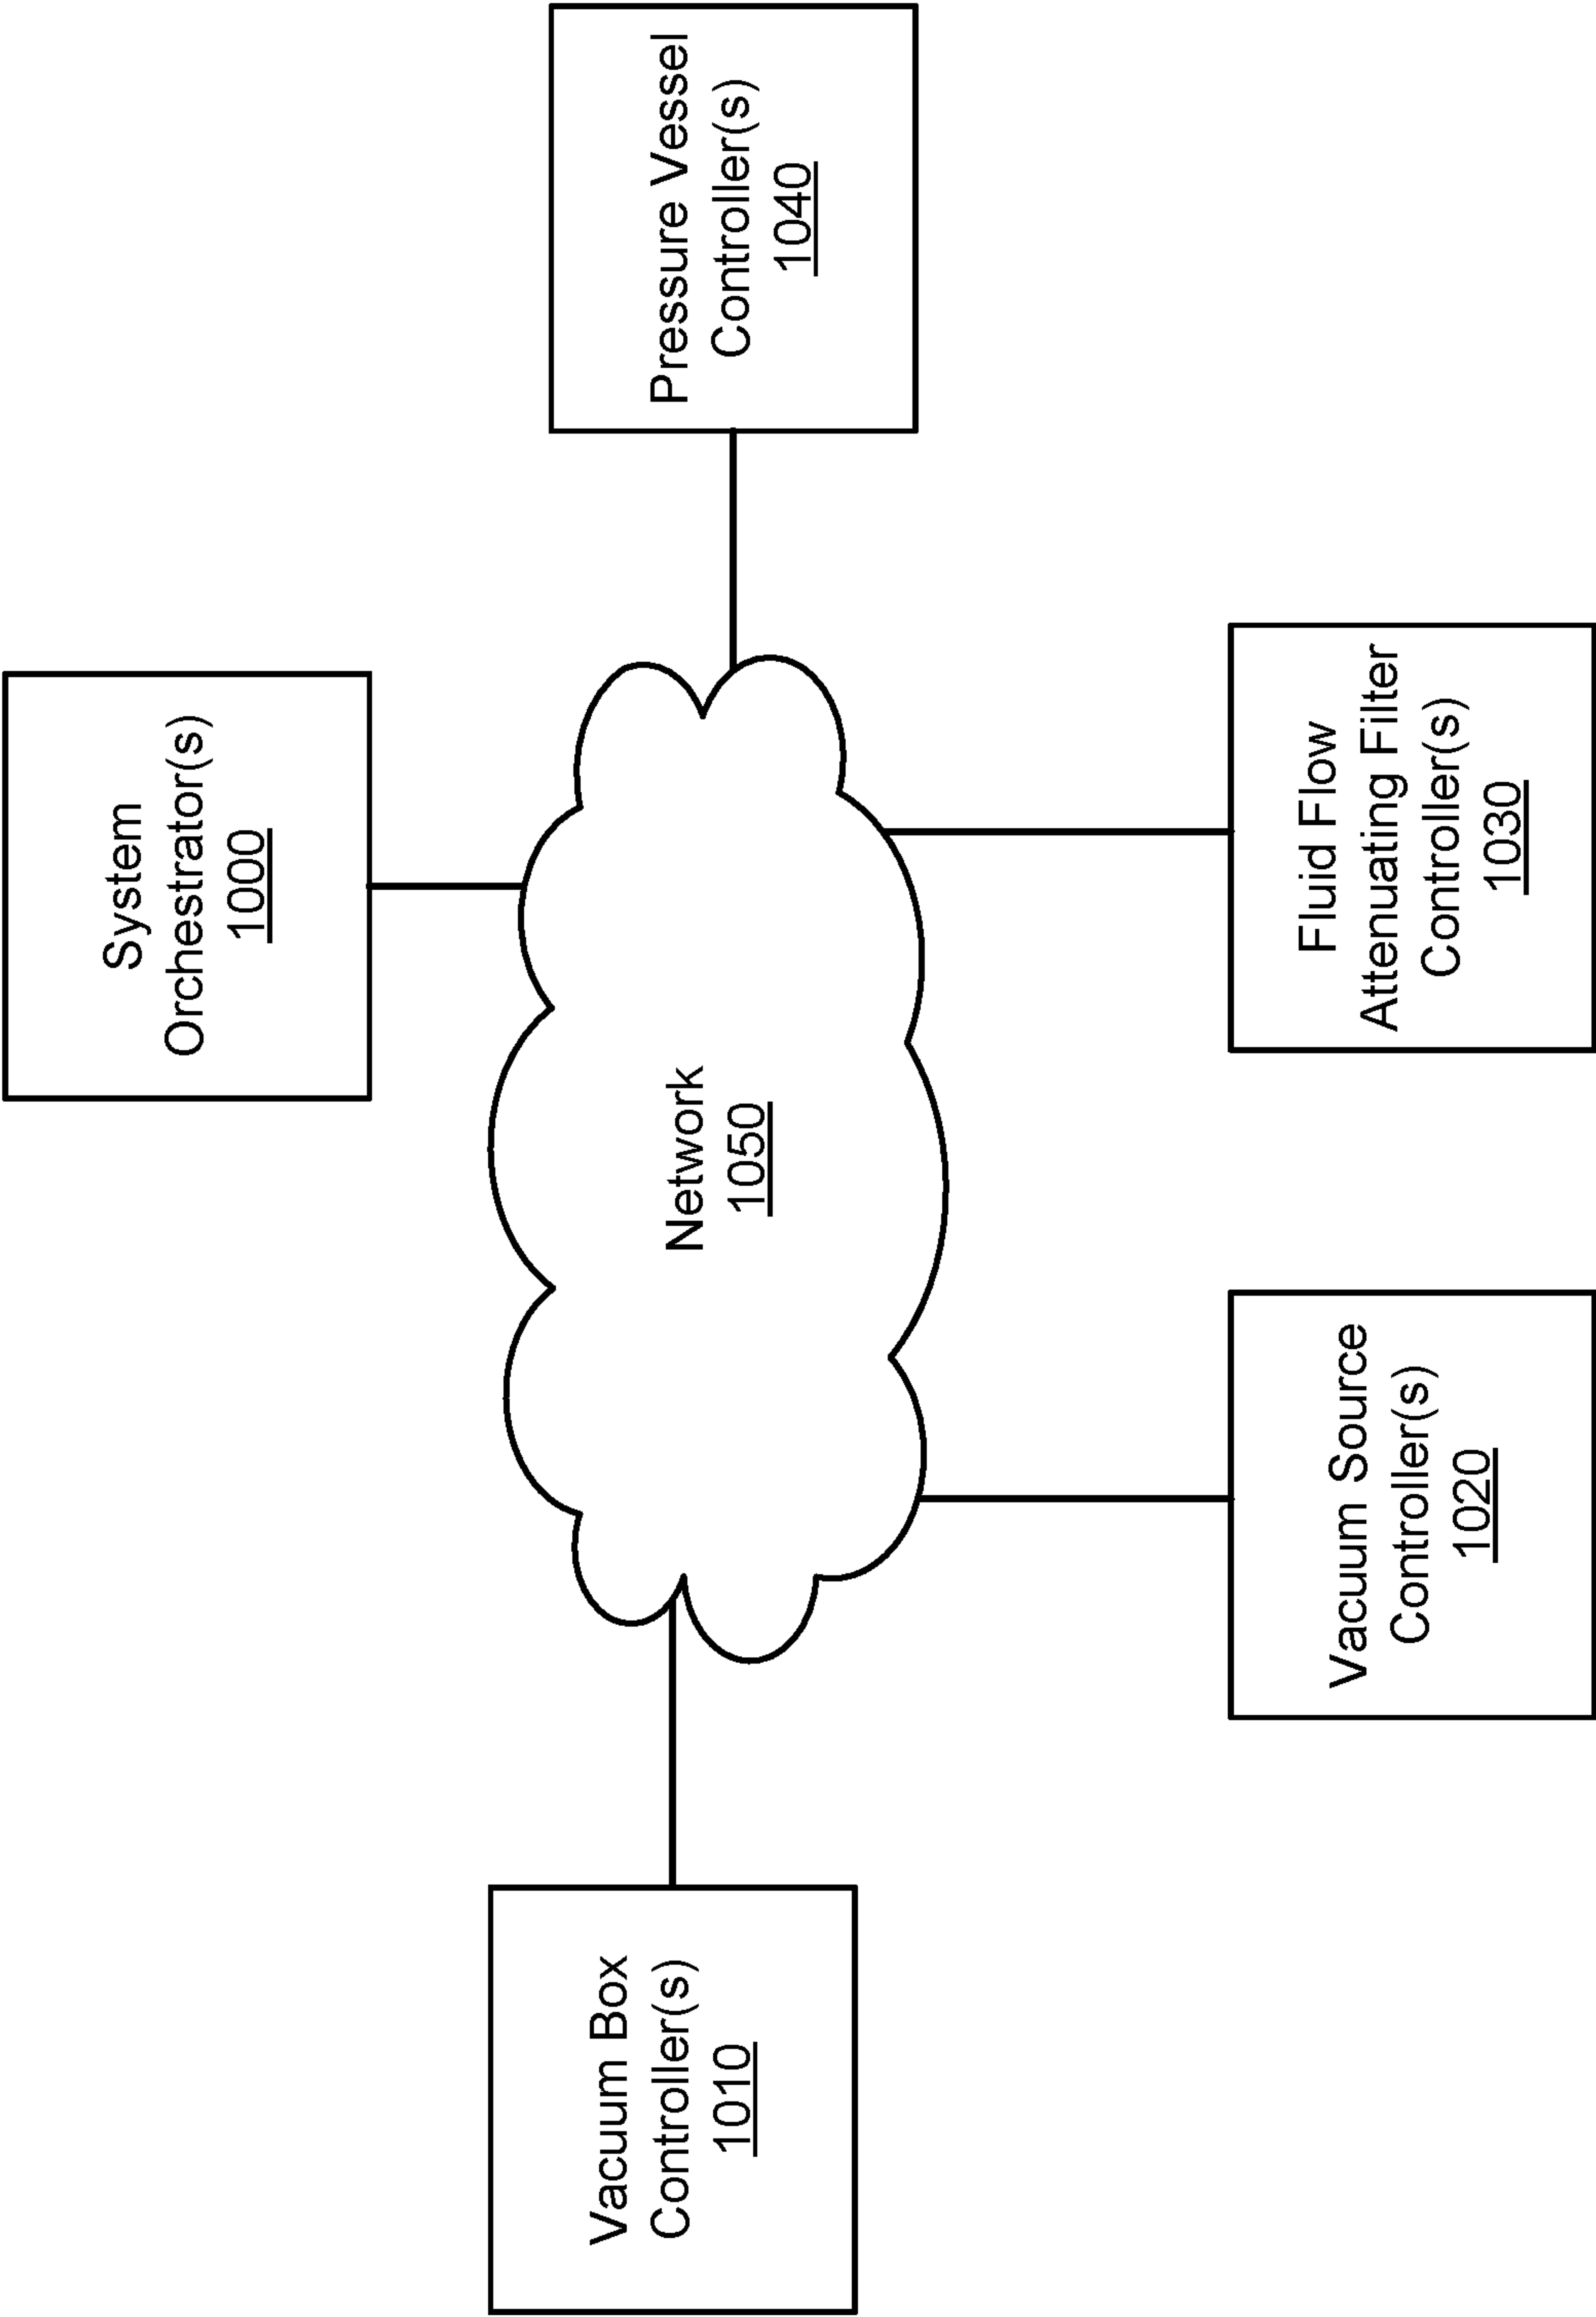 System
Orchestrator(s)
1000
Vacuum Box
Controller(s)
1010
Network
1050
Pressure Vessel
Controller(s)
1040
Vacuum Source
Controller(s)
1020
Fluid Flow
Attenuating Filter
Controller(s)
1030